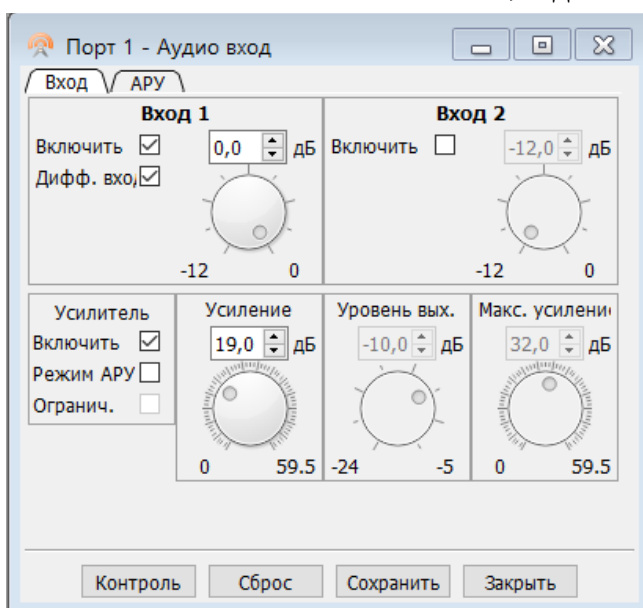 Порт 1 - Аудио вход
Вход АРУ
Вход 1 Вход 2
Включить 0,0 дБ Включить -12,0 дБ
Дифф. вхо
-12 0 -12 0
Усилитель Усиление Уровень вых. Макс. усилени
Включить 19,0 дБ -10,0 дБ 32,0 дБ
Режим АРУ
Огранич.
0 59.5 -24 -5 0 59.5
Контроль Сброс Сохранить Закрыть